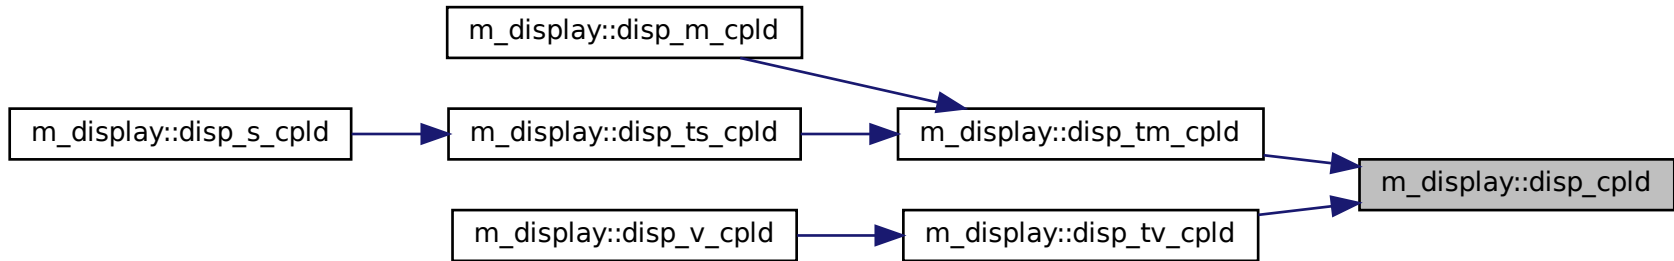 m_display::disp_m_cpld
m_display::disp_s_cpld
m_display::disp_ts_cpld
m_display::disp_tm_cpld
m_display::disp_cpld
m_display::disp_v_cpld
m_display::disp_tv_cpld